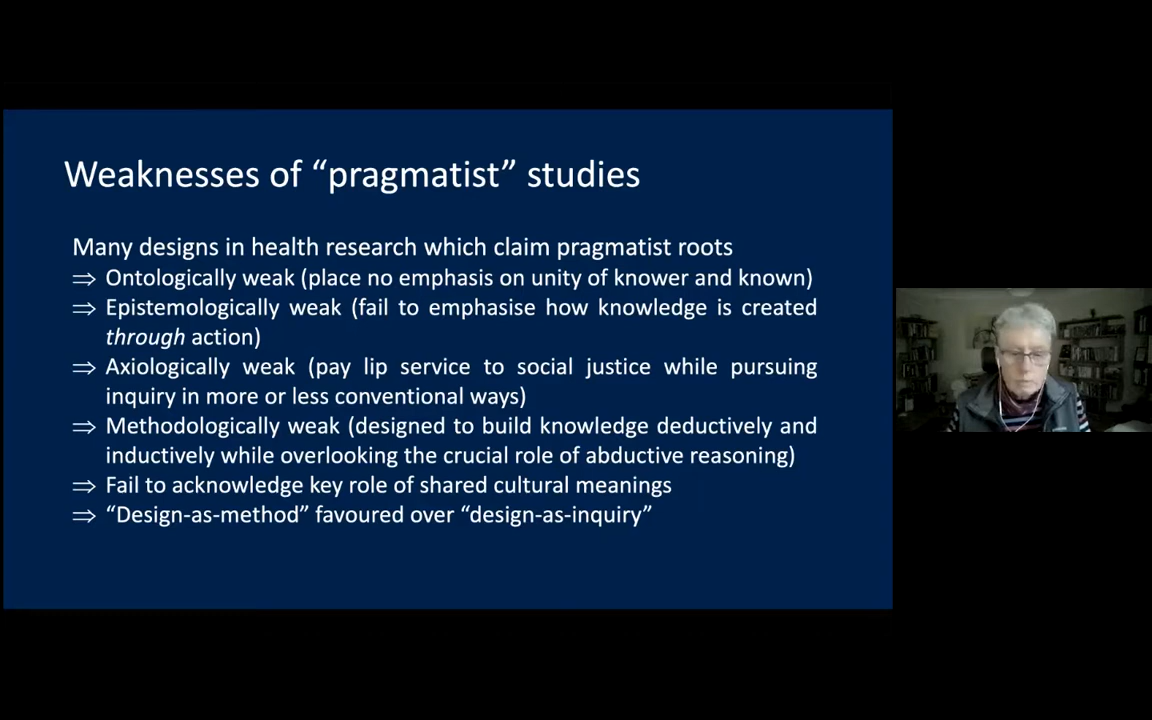 Weaknesses of “pragmatist” studies
Many designs in health research which claim pragmatist roots
⇒ Ontologically weak (place no emphasis on unity of knower and known)
⇒ Epistemologically weak (fail to emphasise how knowledge is created
through action)
⇒ Axiologically weak (pay lip service to social justice while pursuing
inquiry in more or less conventional ways)
⇒ Methodologically weak (designed to build knowledge deductively and
inductively while overlooking the crucial role of abductive reasoning)
⇒ Fail to acknowledge key role of shared cultural meanings
⇒ “Design-as-method” favoured over “design-as-inquiry”